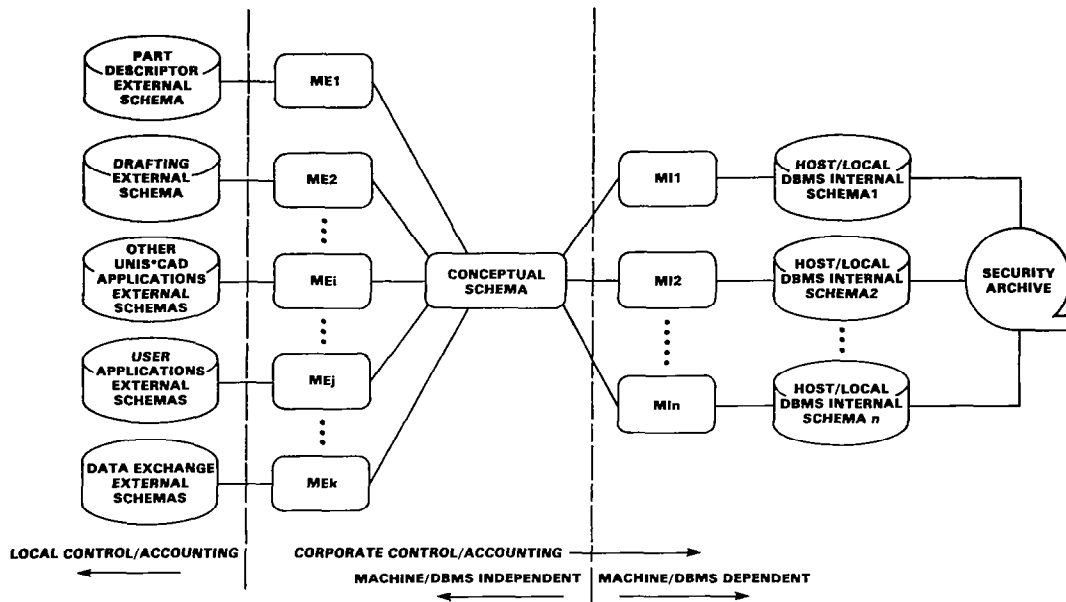 PART
DESCRIPTOR
EXTERNAL
SCHEMA
ME1
DRAFTING
EXTERNAL
SCHEMA
ME2
OTHER
UNIS*CAD
APPLICATIONS
EXTERNAL
SCHEMAS
MEi
USER
APPLICATIONS
EXTERNAL
SCHEMAS
MEj
DATA EXCHANGE
EXTERNAL
SCHEMAS
MEk
CONCEPTUAL
SCHEMA
MI1
HOST/LOCAL
DBMS INTERNAL
SCHEMA1
MI2
HOST/LOCAL
DBMS INTERNAL
SCHEMA2
MIn
HOST/LOCAL
DBMS INTERNAL
SCHEMA n
SECURITY
ARCHIVE
LOCAL CONTROL/ACCOUNTING
CORPORATE CONTROL/ACCOUNTING
MACHINE/DBMS INDEPENDENT
MACHINE/DBMS DEPENDENT